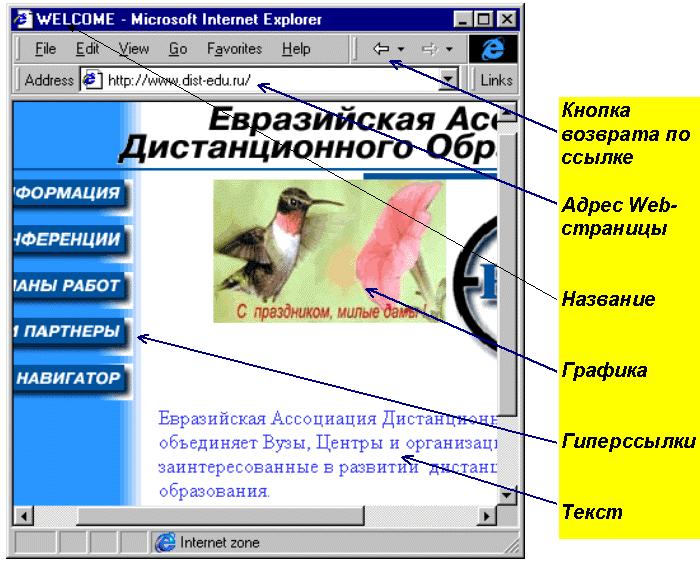 WELCOME - Microsoft Internet Explorer
File Edit View Go Favorites Help
Address http://www.dist-edu.ru/ Links
Евразийская Асс
Дистанционного Обр
НФОРМАЦИЯ
НФЕРЕНЦИИ
ЛАНЫ РАБОТ
И ПАРТНЕРЫ
НАВИГАТОР
С праздником, милые дамы !
Евразийская Ассоциация Дистанционн
объединяет Вузы, Центры и организац
заинтересованные в развитии дистанц
образования.
Internet zone
Кнопка
возврата по
ссылке
Адрес Web-
страницы
Название
Графика
Гиперссылки
Текст